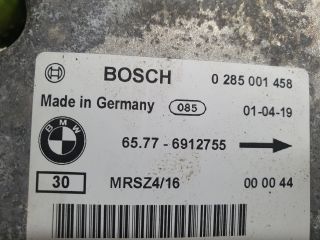 BOSCH 0 285 001 458
Made in Germany 085 01-04-19
BMW 65.77 - 6912755
30 MRSZ4/16 00 00 44